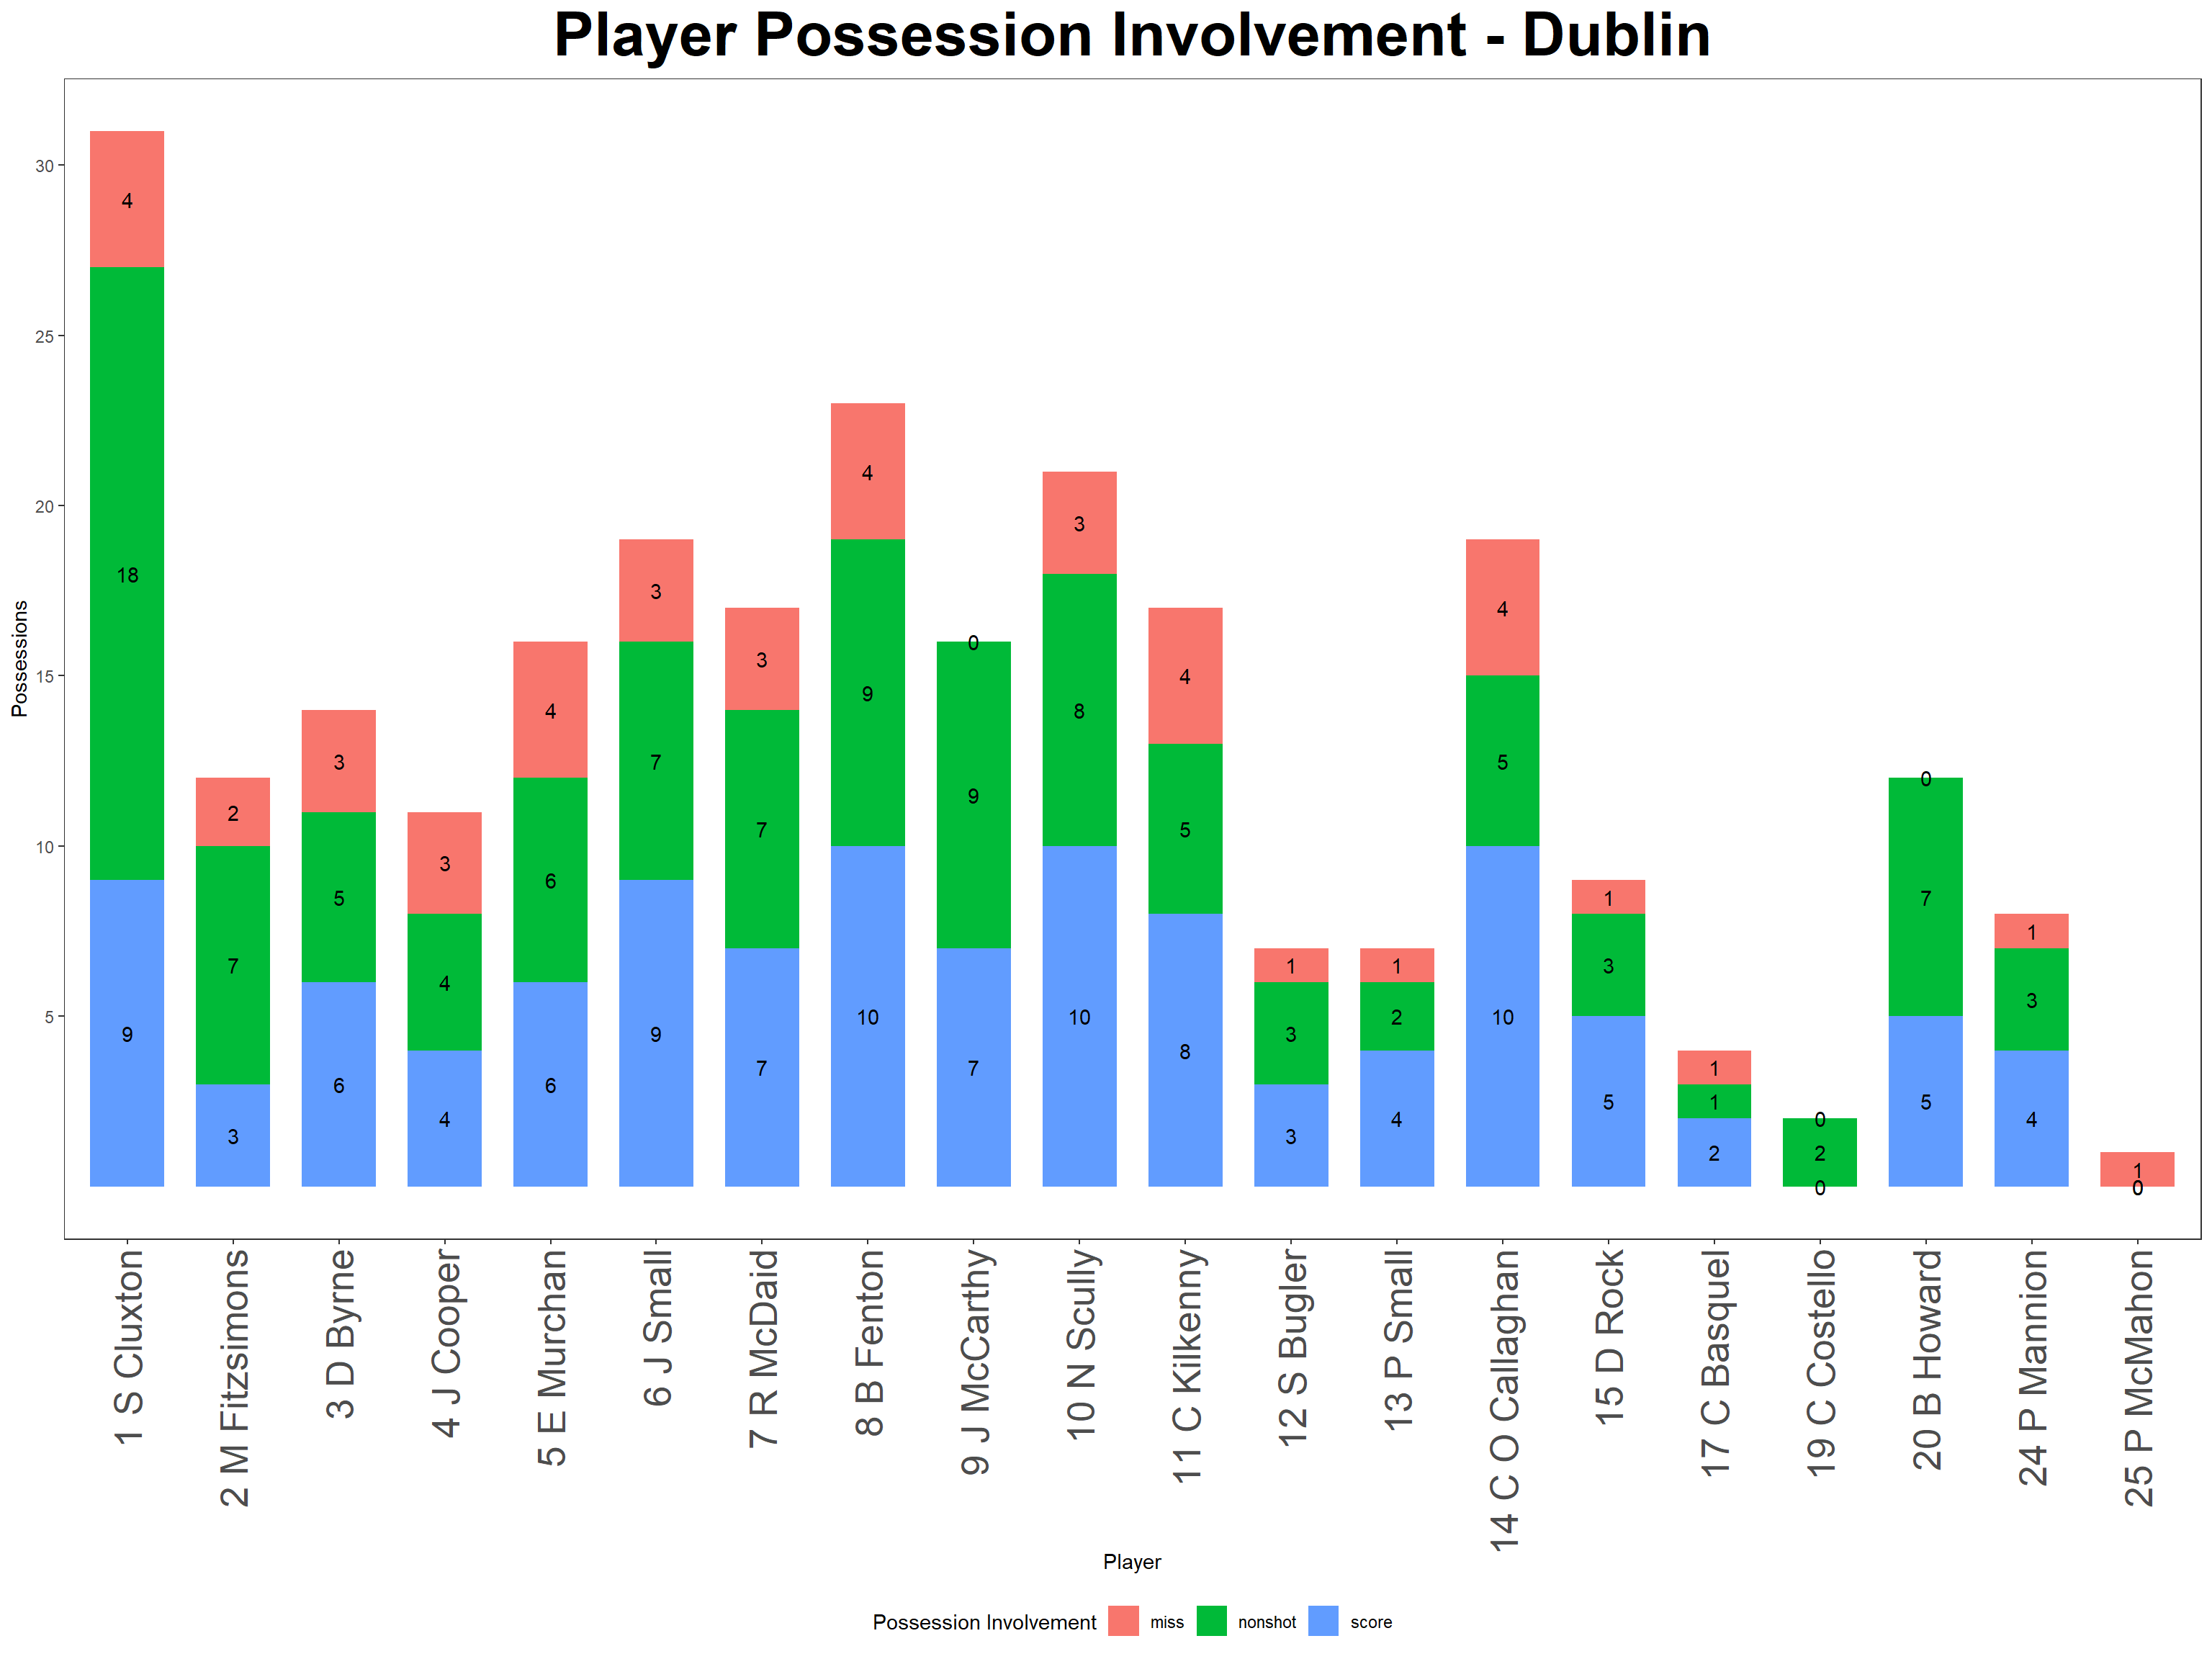 Player Possession Involvement - Dublin
Possessions
30
25
20
15
10
5
4
18
9
2
7
3
3
5
6
3
4
4
4
6
6
3
7
9
3
7
7
4
9
10
0
9
7
3
8
10
4
5
8
1
3
3
1
2
4
4
5
10
1
3
5
1
1
2
0
2
0
0
7
5
1
3
4
1
0
1 S Cluxton
2 M Fitzsimons
3 D Byrne
4 J Cooper
5 E Murchan
6 J Small
7 R McDaid
8 B Fenton
9 J McCarthy
10 N Scully
11 C Kilkenny
12 S Bugler
13 P Small
14 C O Callaghan
15 D Rock
17 C Basquel
19 C Costello
20 B Howard
24 P Mannion
25 P McMahon
Player
Possession Involvement miss nonshot score